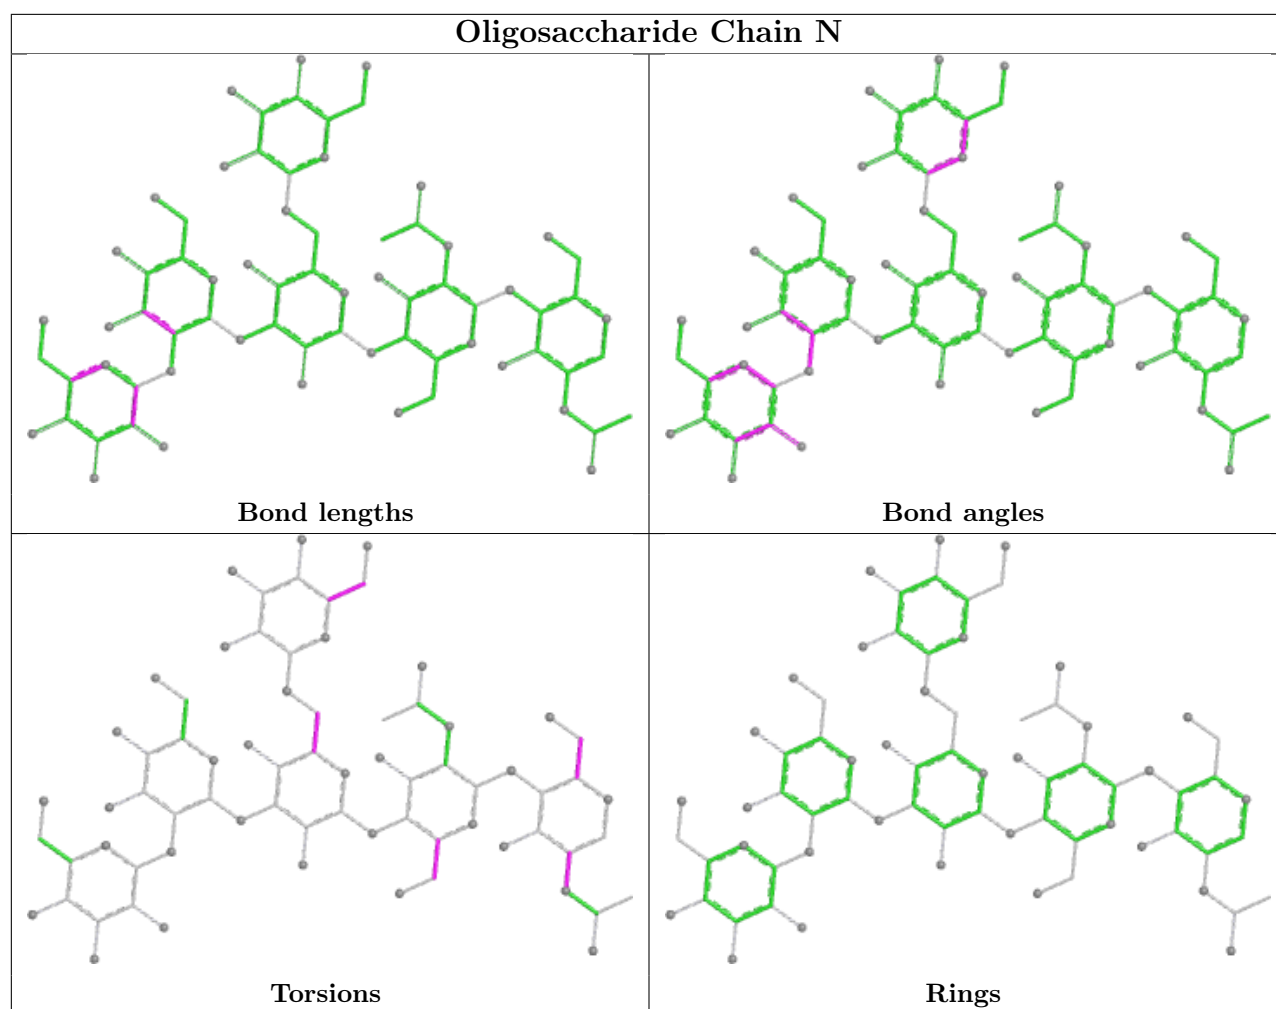 Oligosaccharide Chain N
Bond lengths
Bond angles
Torsions
Rings